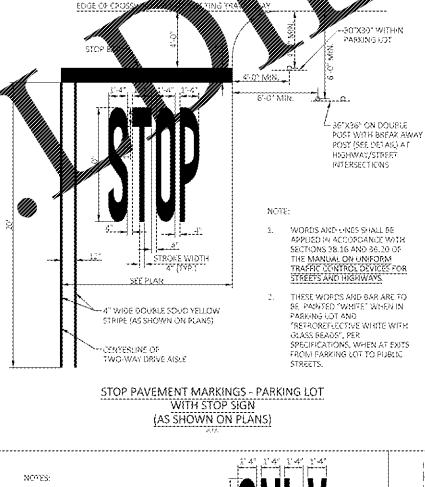 EDGE OF
STOP
4'-0"
30"X30" WITHIN
PARKING LOT
6'-0" MIN.
4'-0" MIN.
6'-0" MIN.
1'-4" 1'-4" 1'-4"
STOP
36"X36" ON DOUBLE
POST WITH BREAK AWAY
POST (SEE DETAIL) AT
HIGHWAY/STREET
INTERSECTIONS
4" 4"
STROKE WIDTH
4" (TYP.)
12"
SEE PLAN
20'
4" WIDE DOUBLE SOLID YELLOW
STRIPE (AS SHOWN ON PLANS)
CENTERLINE OF
TWO-WAY DRIVE AISLE
NOTE:
1. WORDS AND LINES SHALL BE
APPLIED IN ACCORDANCE WITH
SECTIONS 3B.16 AND 3B.20 OF
THE MANUAL ON UNIFORM
TRAFFIC CONTROL DEVICES FOR
STREETS AND HIGHWAYS.
2. THESE WORDS AND BAR ARE TO
BE PAINTED "WHITE" WHEN IN
PARKING LOT AND
"RETROREFLECTIVE WHITE WITH
GLASS BEADS", PER
SPECIFICATIONS, WHEN AT EXITS
FROM PARKING LOT TO PUBLIC
STREETS.
STOP PAVEMENT MARKINGS - PARKING LOT
WITH STOP SIGN
(AS SHOWN ON PLANS)
1'-4" 1'-4" 1'-4" 1'-4"
NOTES: